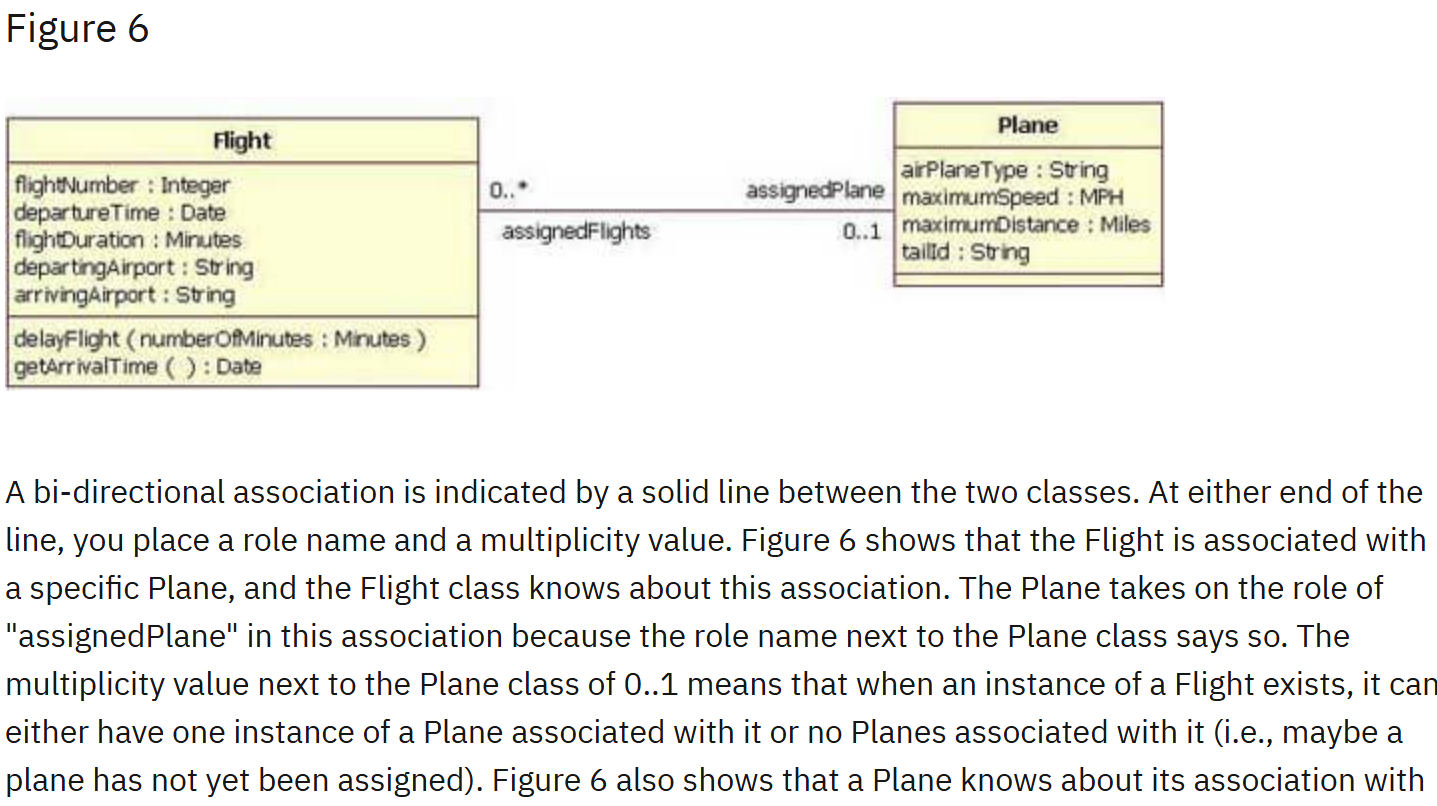 Figure 6
Flight
flightNumber : Integer
departureTime : Date
flightDuration : Minutes
departingAirport : String
arrivingAirport : String
delayFlight ( numberOfMinutes : Minutes )
getArrivalTime ( ) : Date
0..*
assignedFlights
assignedPlane
0..1
Plane
airPlaneType : String
maximumSpeed : MPH
maximumDistance : Miles
tailId : String
A bi-directional association is indicated by a solid line between the two classes. At either end of the
line, you place a role name and a multiplicity value. Figure 6 shows that the Flight is associated with
a specific Plane, and the Flight class knows about this association. The Plane takes on the role of
"assignedPlane" in this association because the role name next to the Plane class says so. The
multiplicity value next to the Plane class of 0..1 means that when an instance of a Flight exists, it can
either have one instance of a Plane associated with it or no Planes associated with it (i.e., maybe a
plane has not yet been assigned). Figure 6 also shows that a Plane knows about its association with